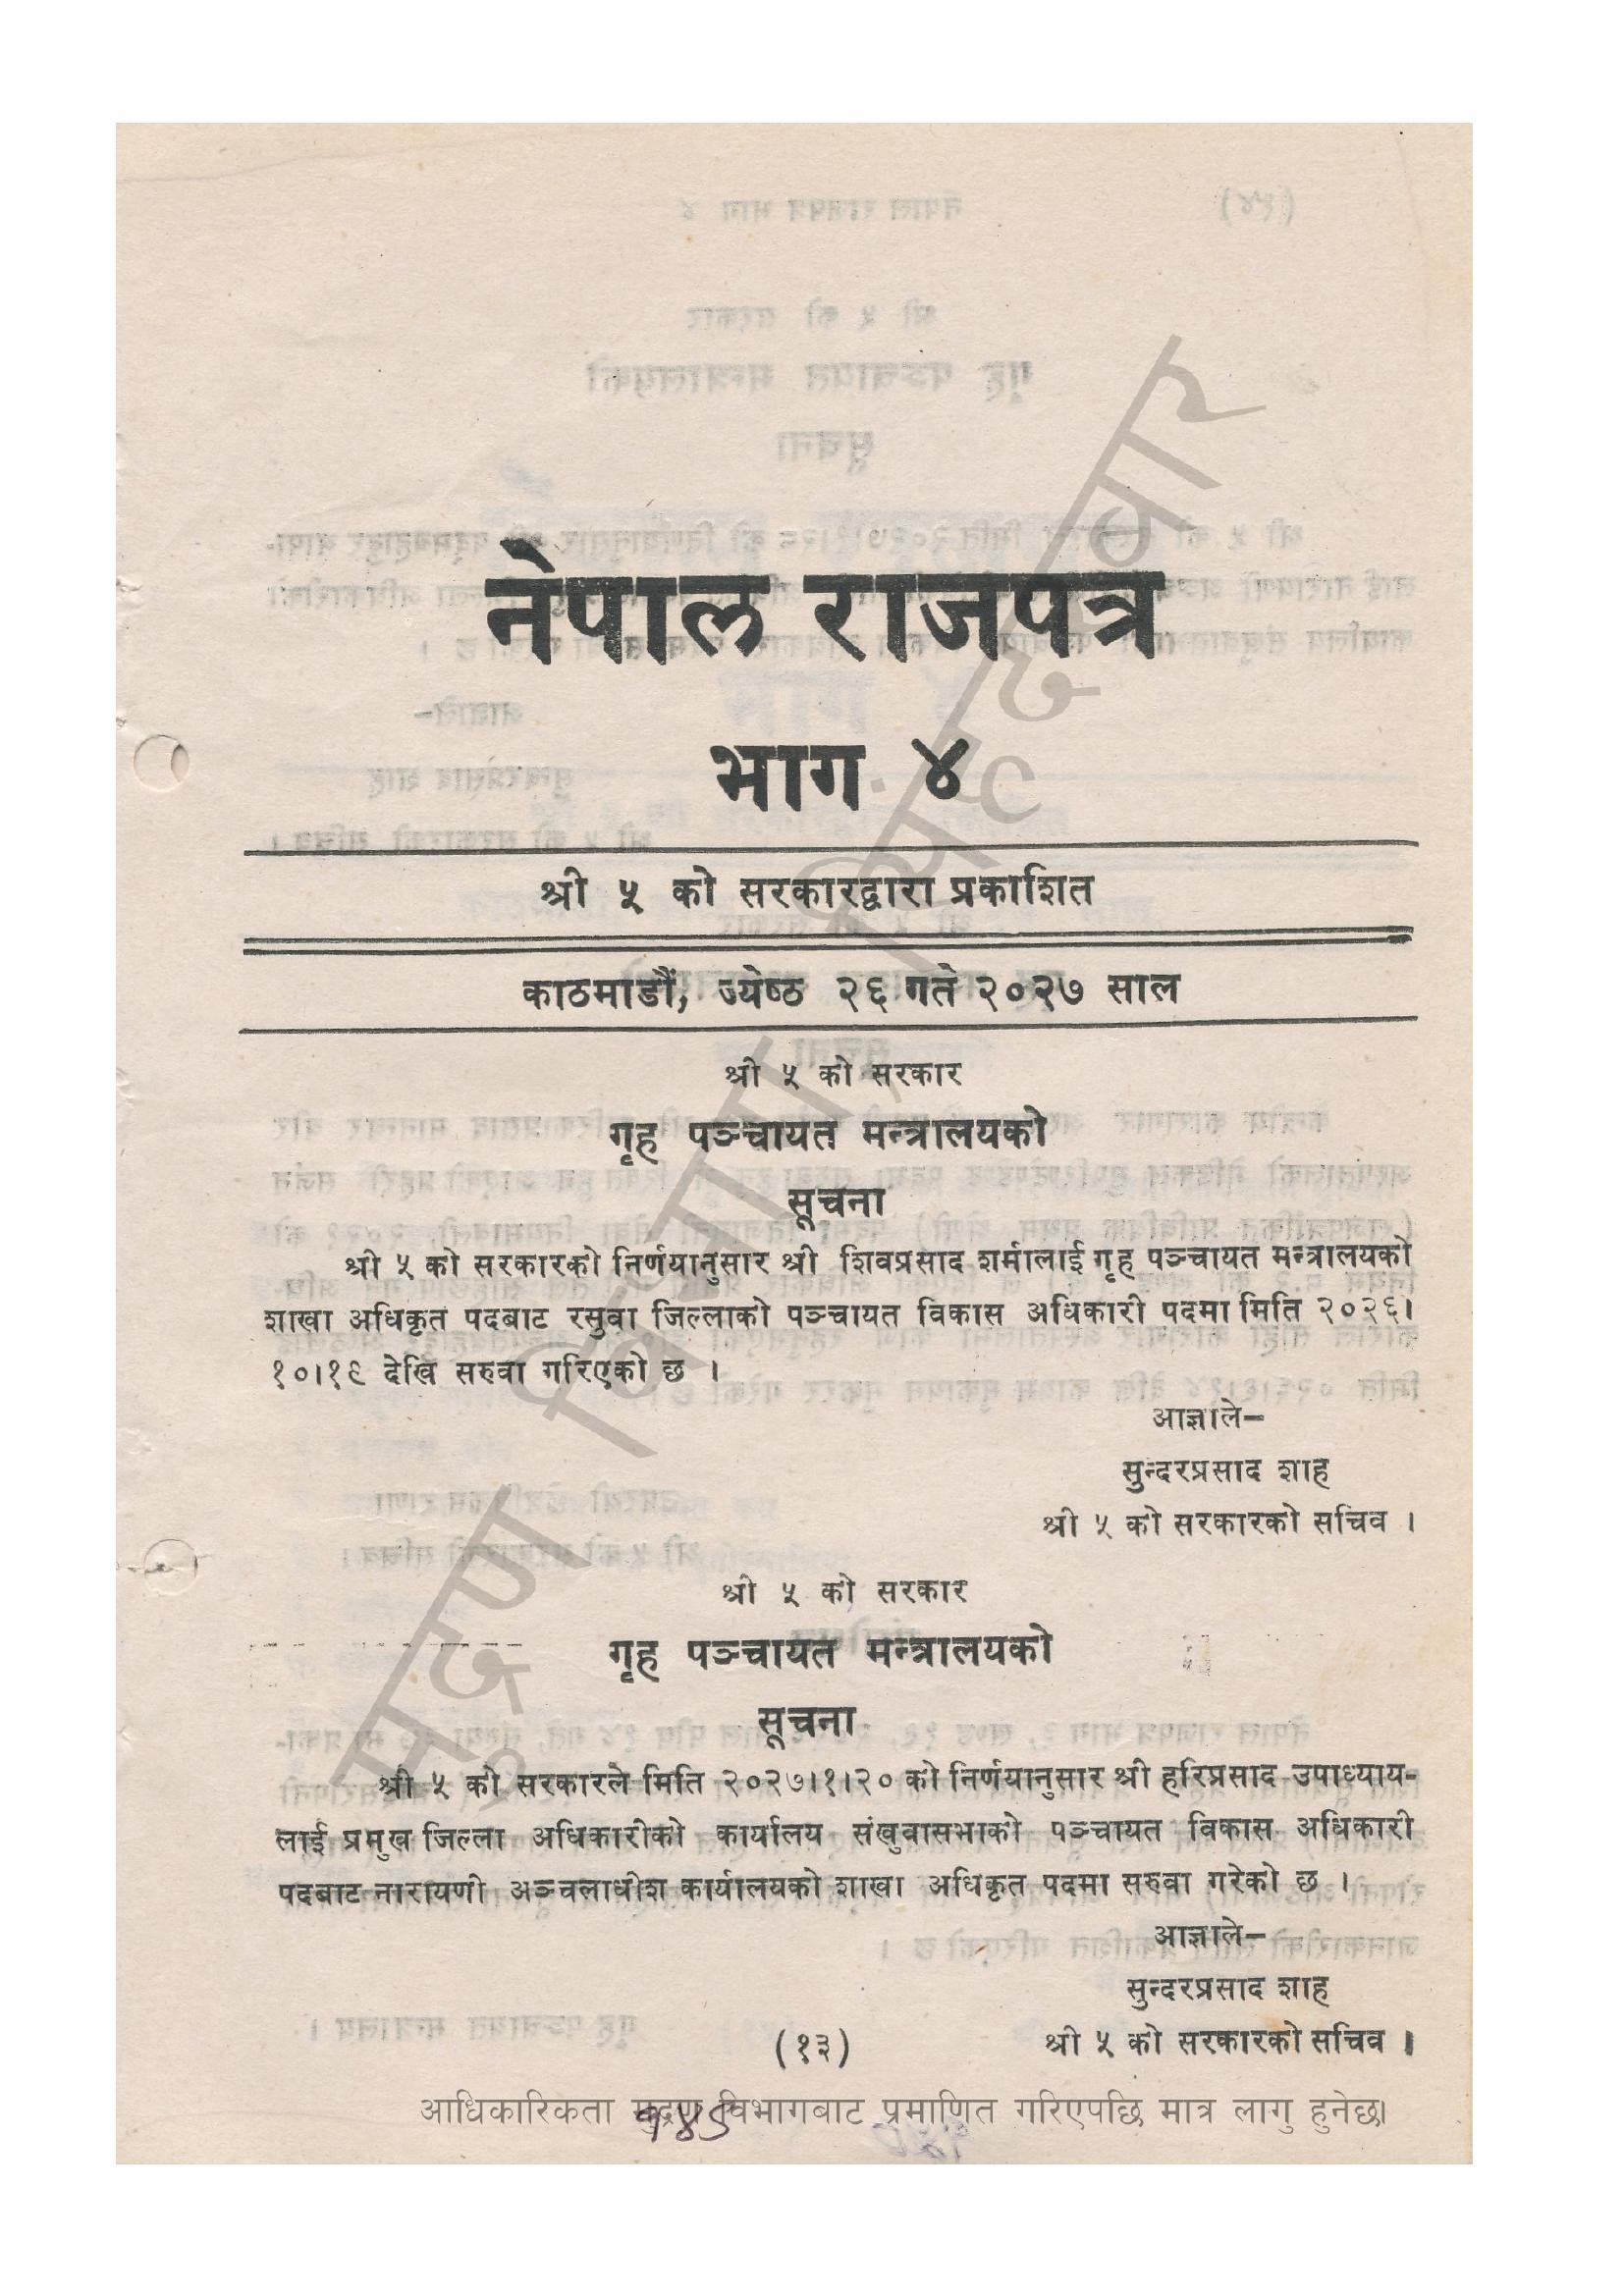 नेपाल राजपत्र
भाग ४
श्री ५ को सरकारद्वारा प्रकाशित
काठमाडौं, ज्येष्ठ २६ गते २०२७ साल
श्री ५ को सरकार
गृह पञ्चायत मन्त्रालयको
सूचना
श्री ५ को सरकारको निर्णयानुसार श्री शिवप्रसाद शर्मालाई गृह पञ्चायत मन्त्रालयको
शाखा अधिकृत पदबाट रसुवा जिल्लाको पञ्चायत विकास अधिकारी पदमा मिति २०२६।
१०।१९ देखि सरुवा गरिएको छ ।
आज्ञाले–
सुन्दरप्रसाद शाह
श्री ५ को सरकारको सचिव ।
श्री ५ को सरकार
गृह पञ्चायत मन्त्रालयको
सूचना
श्री ५ को सरकारले मिति २०२७।१।२० को निर्णयानुसार श्री हरिप्रसाद उपाध्याय-
लाई प्रमुख जिल्ला अधिकारीको कार्यालय संखुवासभाको पञ्चायत विकास अधिकारी
पदबाट नारायणी अञ्चलाधीश कार्यालयको शाखा अधिकृत पदमा सरुवा गरेको छ ।
आज्ञाले–
सुन्दरप्रसाद शाह
(१३) श्री ५ को सरकारको सचिव ।
आधिकारिकता मुद्रण विभागबाट प्रमाणित गरिएपछि मात्र लागु हुनेछ।